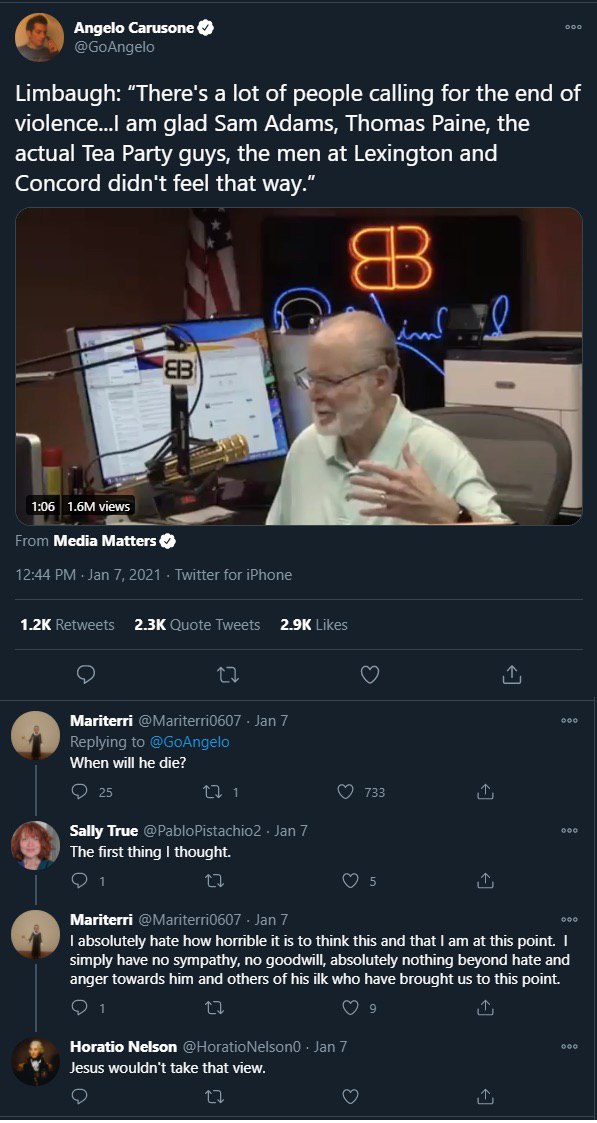 Angelo Carusone
@GoAngelo
Limbaugh: “There's a lot of people calling for the end of
violence...I am glad Sam Adams, Thomas Paine, the
actual Tea Party guys, the men at Lexington and
Concord didn't feel that way.”
EIB
EIB
1:06 1.6M views
From Media Matters
12:44 PM · Jan 7, 2021 · Twitter for iPhone
1.2K Retweets 2.3K Quote Tweets 2.9K Likes
Mariterri @Mariterri0607 · Jan 7
Replying to @GoAngelo
When will he die?
25 1 733
Sally True @PabloPistachio2 · Jan 7
The first thing I thought.
1 5
Mariterri @Mariterri0607 · Jan 7
I absolutely hate how horrible it is to think this and that I am at this point. I
simply have no sympathy, no goodwill, absolutely nothing beyond hate and
anger towards him and others of his ilk who have brought us to this point.
1 9
Horatio Nelson @HoratioNelson0 · Jan 7
Jesus wouldn't take that view.